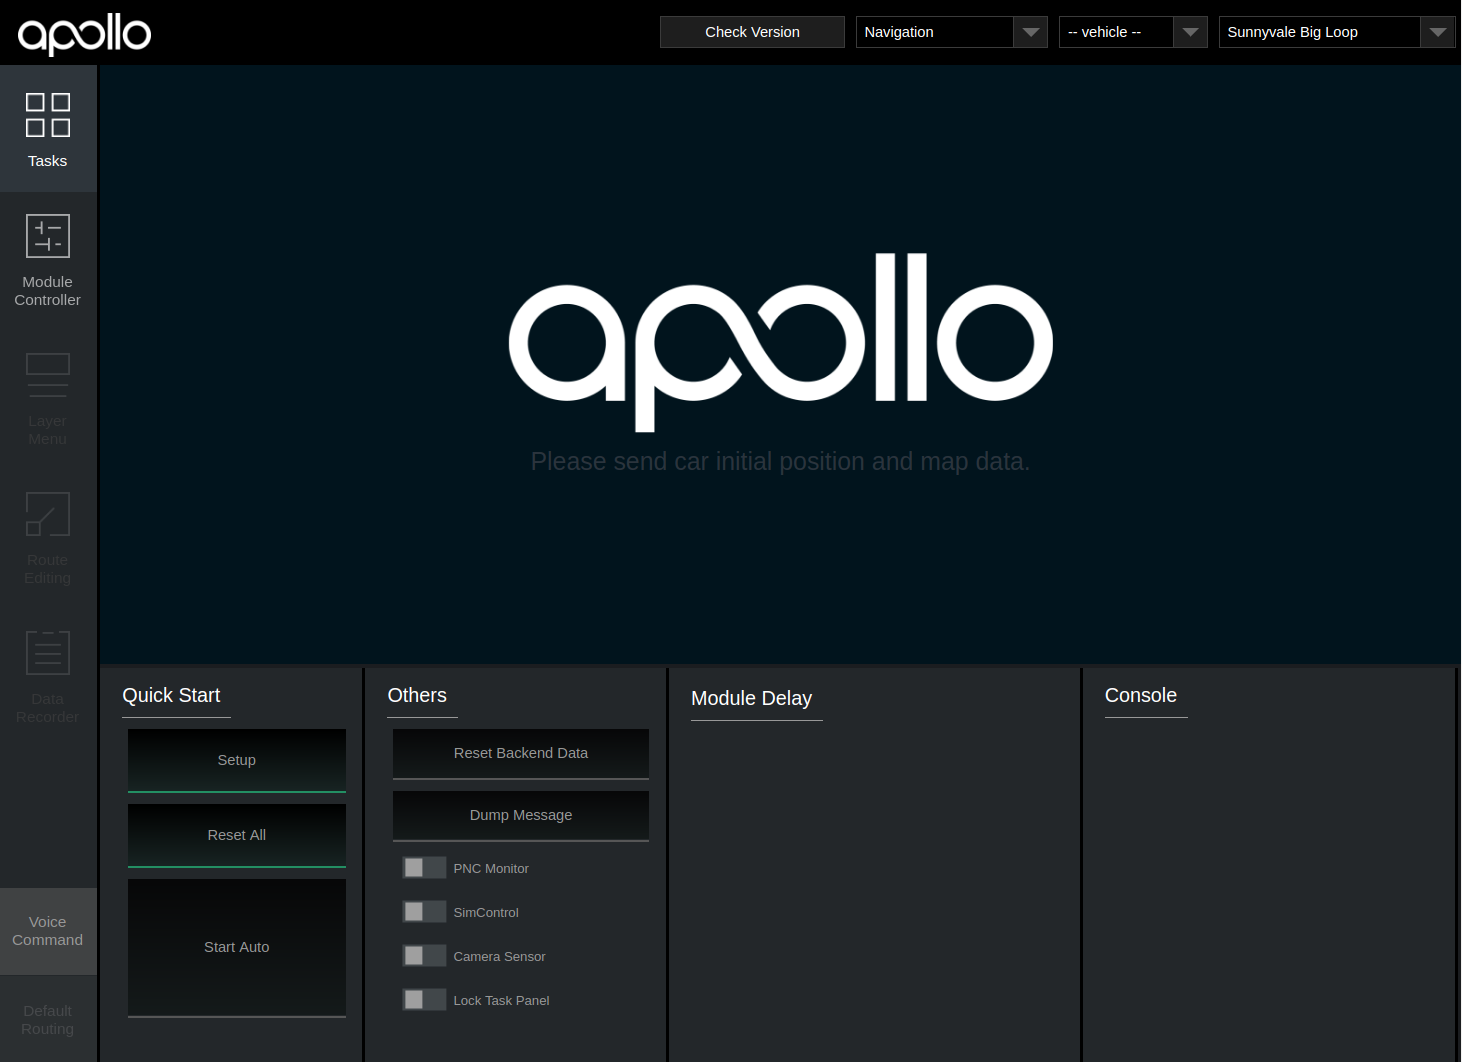 apollo
Check Version
Navigation
-- vehicle --
Sunnyvale Big Loop
Tasks
Module
Controller
Layer
Menu
Route
Editing
Data
Recorder
Voice
Command
Default
Routing
apollo
Please send car initial position and map data.
Quick Start
Setup
Reset All
Start Auto
Others
Reset Backend Data
Dump Message
PNC Monitor
SimControl
Camera Sensor
Lock Task Panel
Module Delay
Console